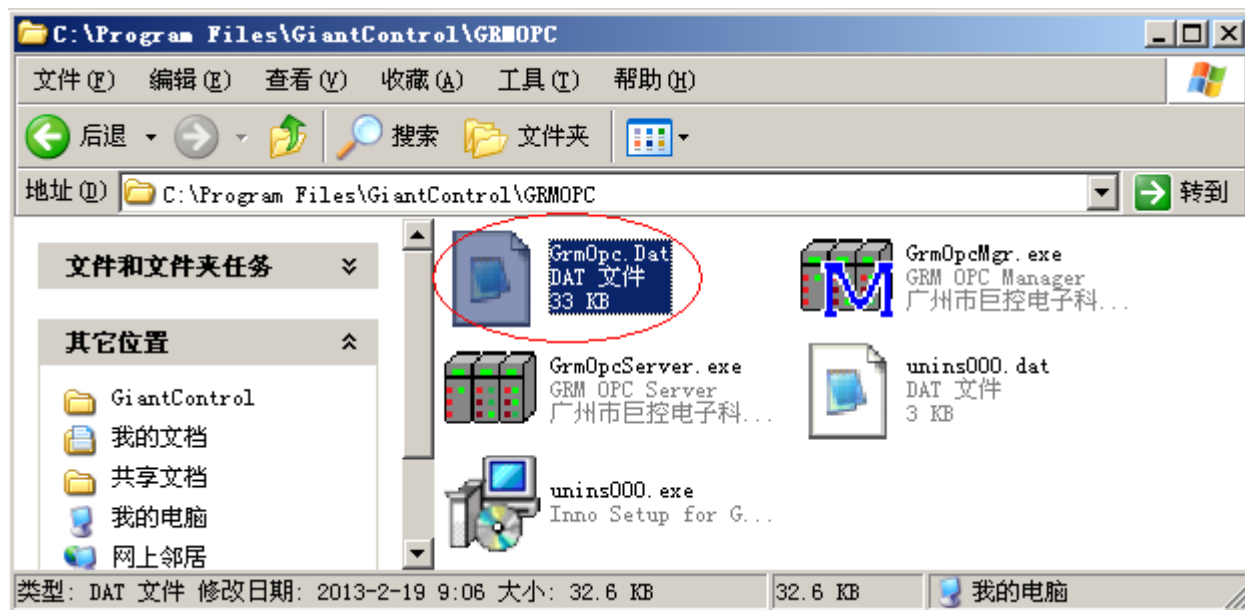 C:\Program Files\GiantControl\GRMOPC
文件(F) 编辑(E) 查看(V) 收藏(A) 工具(T) 帮助(H)
后退 搜索 文件夹
地址(D) C:\Program Files\GiantControl\GRMOPC 转到
文件和文件夹任务
其它位置
GiantControl
我的文档
共享文档
我的电脑
网上邻居
GrmOpc.Dat
DAT 文件
33 KB
GrmOpcMgr.exe
GRM OPC Manager
广州市巨控电子科...
GrmOpcServer.exe
GRM OPC Server
广州市巨控电子科...
unins000.dat
DAT 文件
3 KB
unins000.exe
Inno Setup for G...
类型: DAT 文件 修改日期: 2013-2-19 9:06 大小: 32.6 KB 32.6 KB 我的电脑